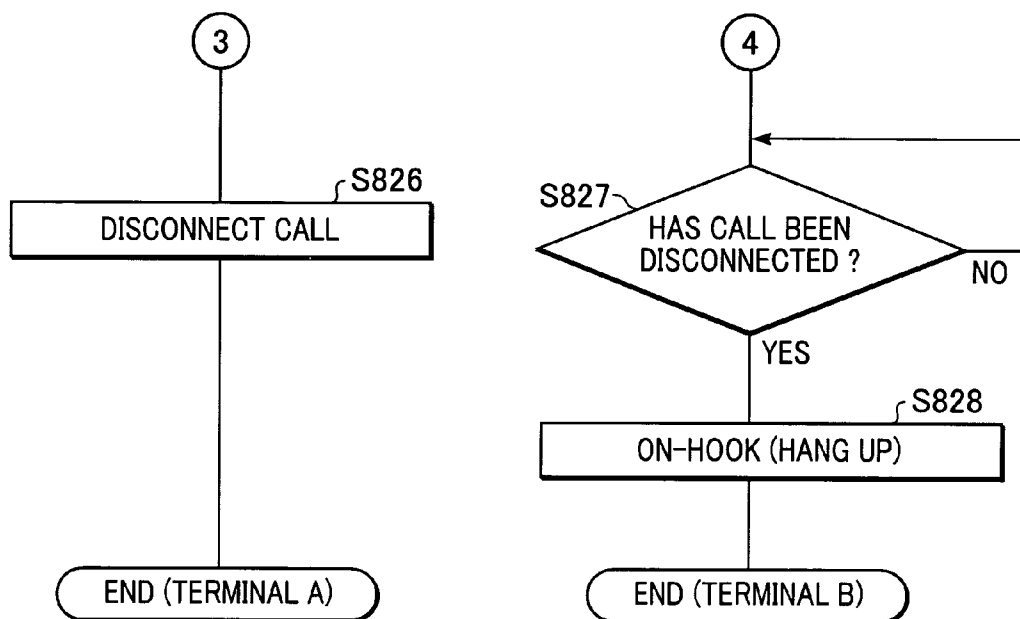 3
S826
DISCONNECT CALL
END (TERMINAL A)
4
S827
HAS CALL BEEN
DISCONNECTED ?
NO
YES
S828
ON-HOOK (HANG UP)
END (TERMINAL B)